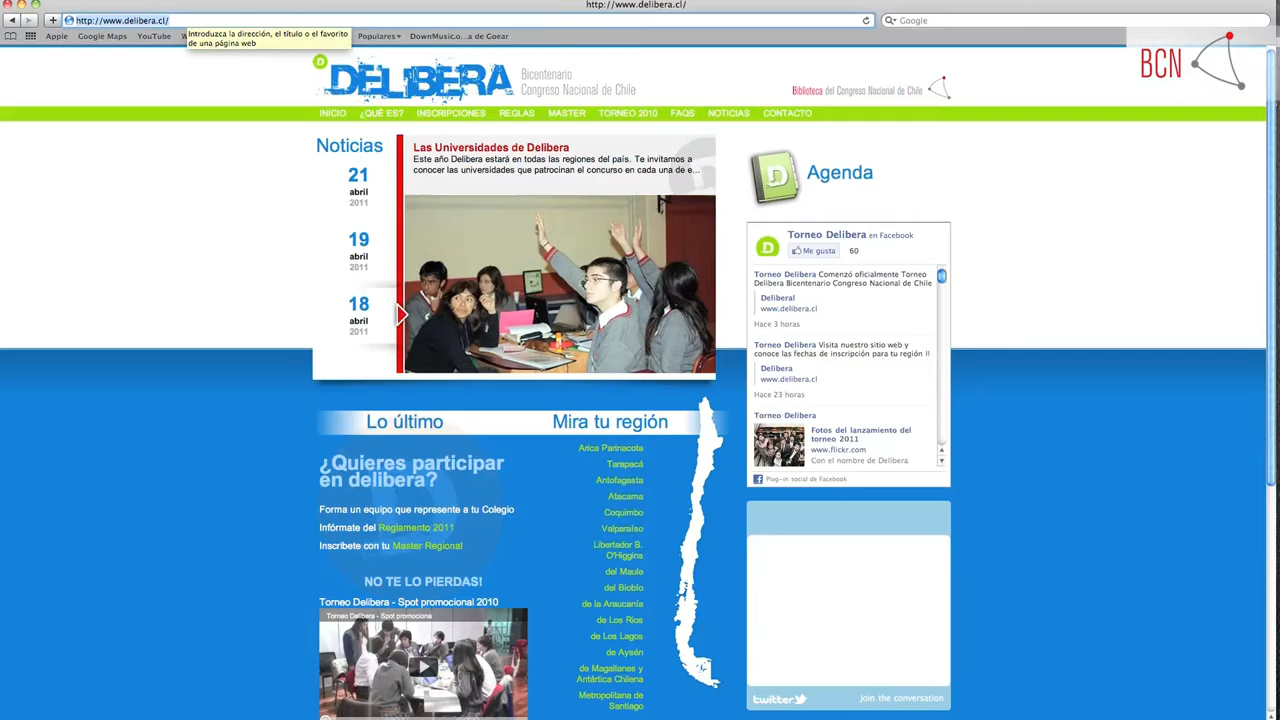 http://www.delibera.cl/
http://www.delibera.cl/
Google
Apple
Google Maps
YouTube
Populares
DownMusic.o...a de Goear
Introduzca la dirección, el título o el favorito
de una página web
BCN
DELIBERA
Bicentenario
Congreso Nacional de Chile
Biblioteca del Congreso Nacional de Chile
INICIO
¿QUÉ ES?
INSCRIPCIONES
REGLAS
MASTER
TORNEO 2010
FAQS
NOTICIAS
CONTACTO
Noticias
21
abril
2011
19
abril
2011
18
abril
2011
Las Universidades de Delibera
Este año Delibera estará en todas las regiones del país. Te invitamos a
conocer las universidades que patrocinan el concurso en cada una de e...
Agenda
Torneo Delibera en Facebook
Me gusta
60
Torneo Delibera Comenzó oficialmente Torneo
Delibera Bicentenario Congreso Nacional de Chile
Deliberal
www.delibera.cl
Hace 3 horas
Torneo Delibera Visita nuestro sitio web y
conoce las fechas de inscripción para tu región !!
Delibera
www.delibera.cl
Hace 23 horas
Torneo Delibera
Fotos del lanzamiento del
torneo 2011
www.flickr.com
Con el nombre de Delibera
Plug-in social de Facebook
Lo último
¿Quieres participar
en delibera?
Forma un equipo que represente a tu Colegio
Infórmate del Reglamento 2011
Inscribete con tu Master Regional!
NO TE LO PIERDAS!
Torneo Delibera - Spot promocional 2010
Torneo Delibera - Spot promociona
Mira tu región
Arica Parinacota
Tarapacá
Antofagasta
Atacama
Coquimbo
Valparaíso
Libertador B.
O'Higgins
del Maule
del Biobío
de la Araucanía
de Los Rios
de Los Lagos
de Aysén
de Magallanes y
Antártica Chilena
Metropolitana de
Santiago
twitter
Join the conversation